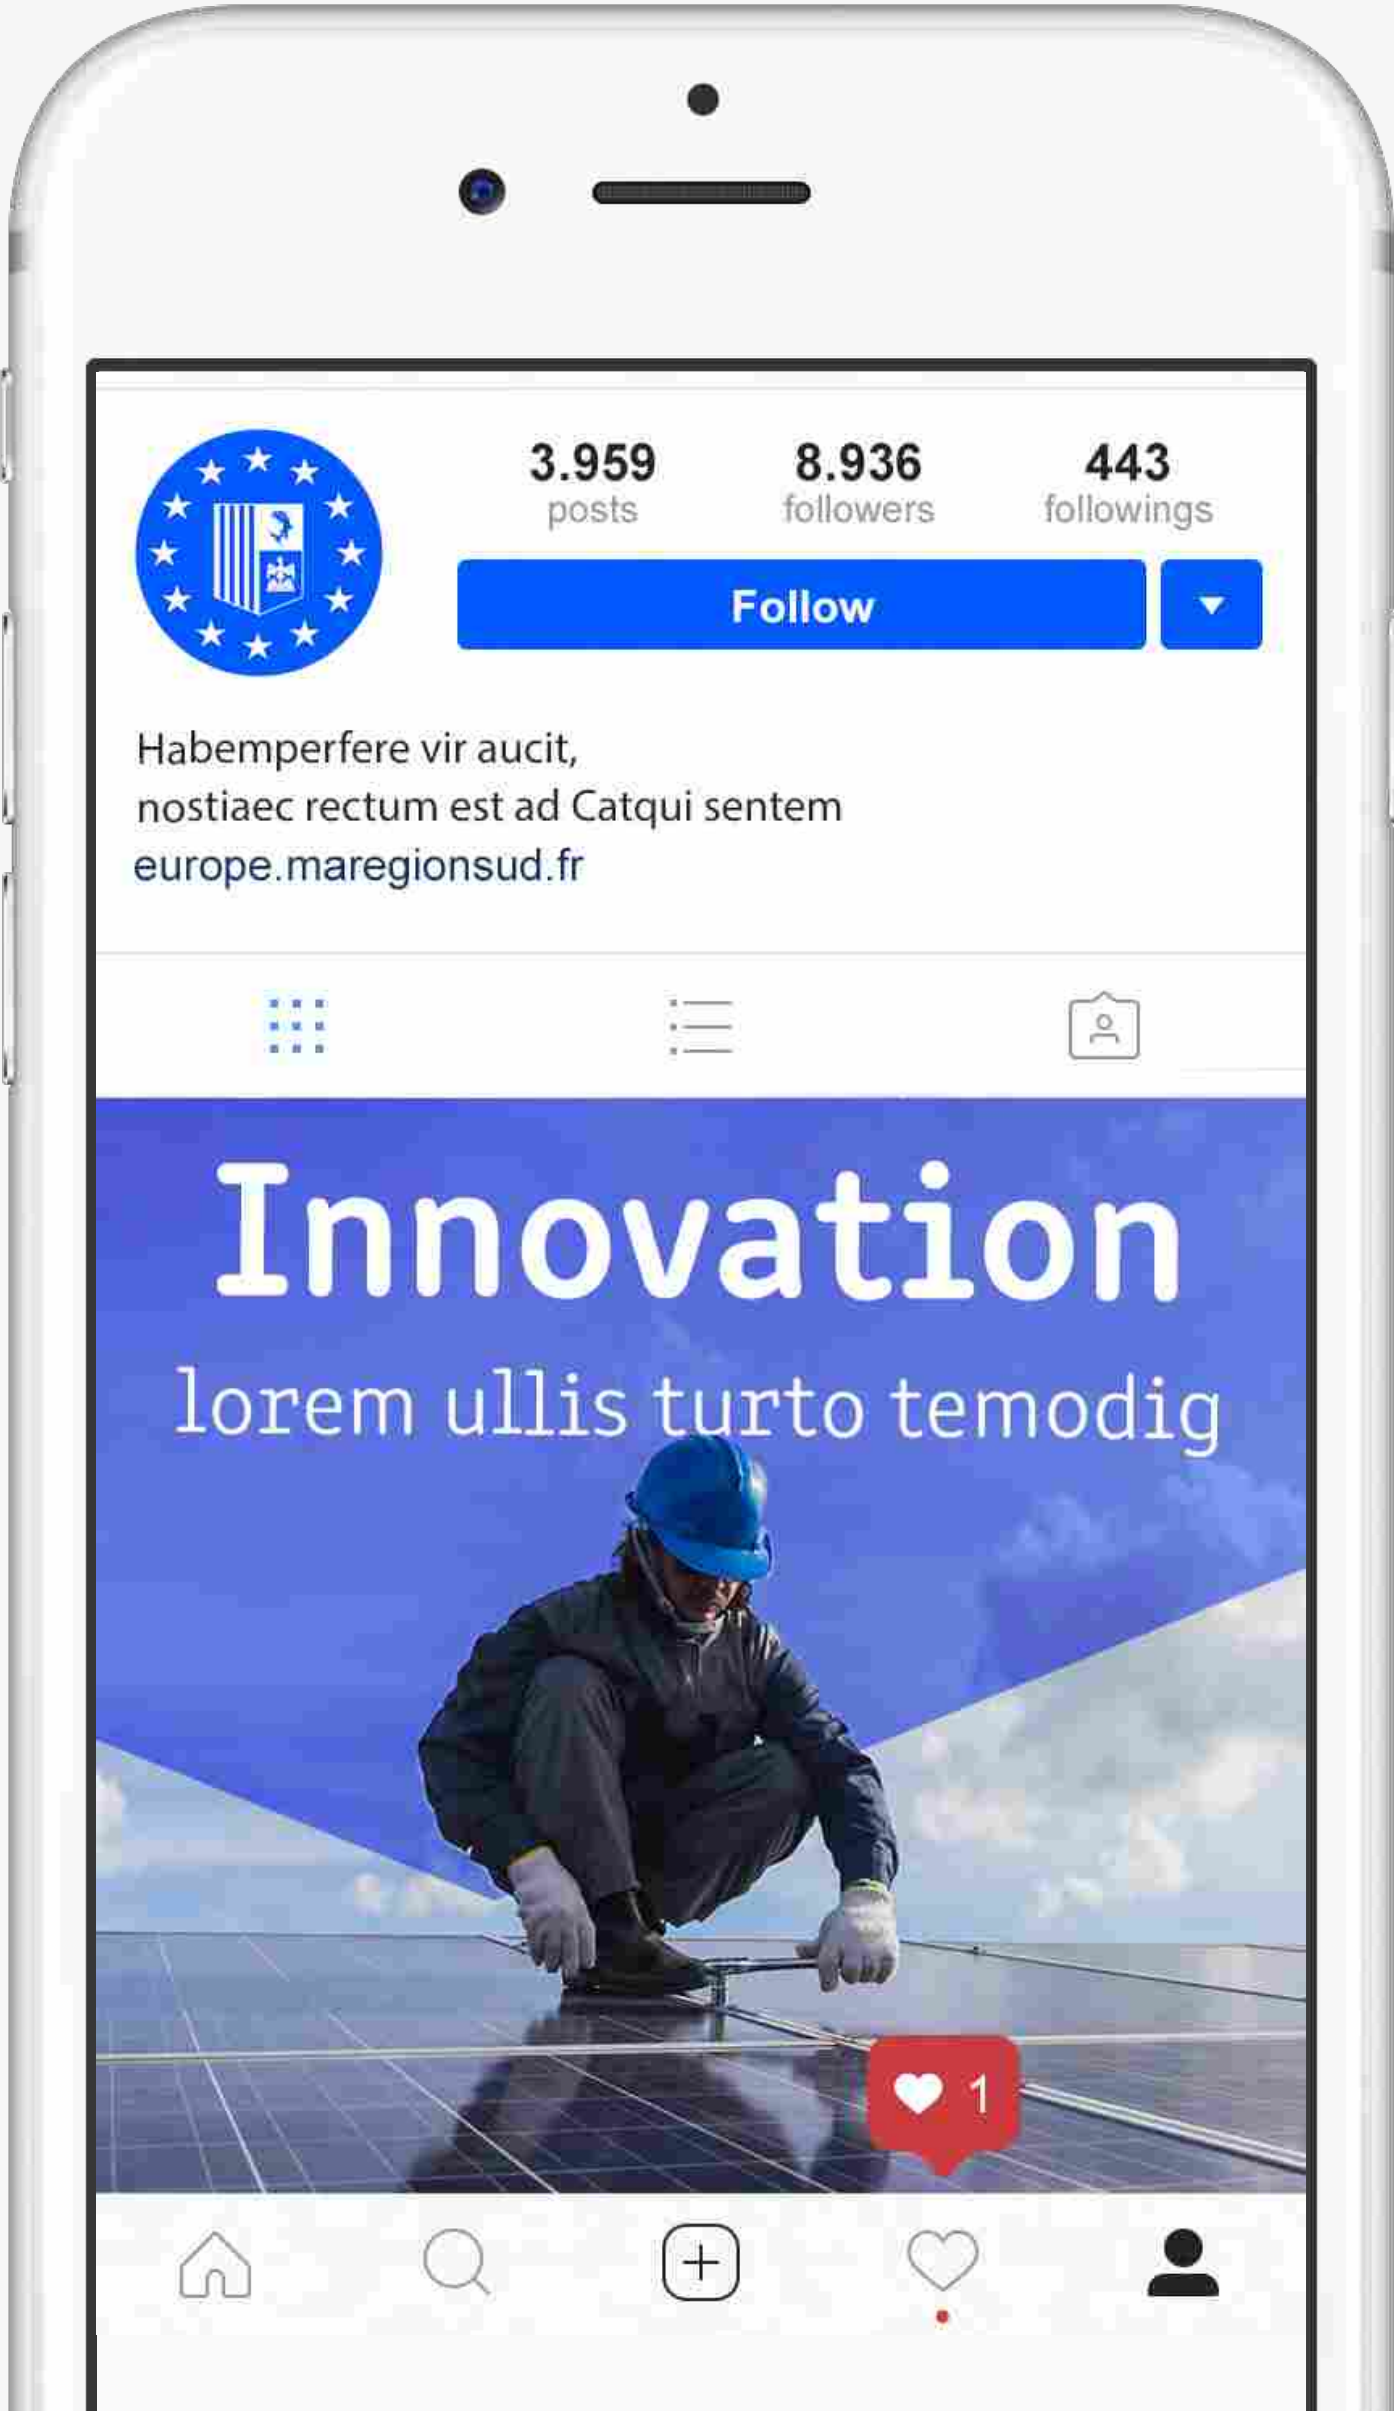 3.959 8.936 443
posts followers followings
Follow
Habemperfere vir aucit,
nostiaec rectum est ad Catqui sentem
europe.maregionsud.fr
Innovation
lorem ullis turto temodig
1